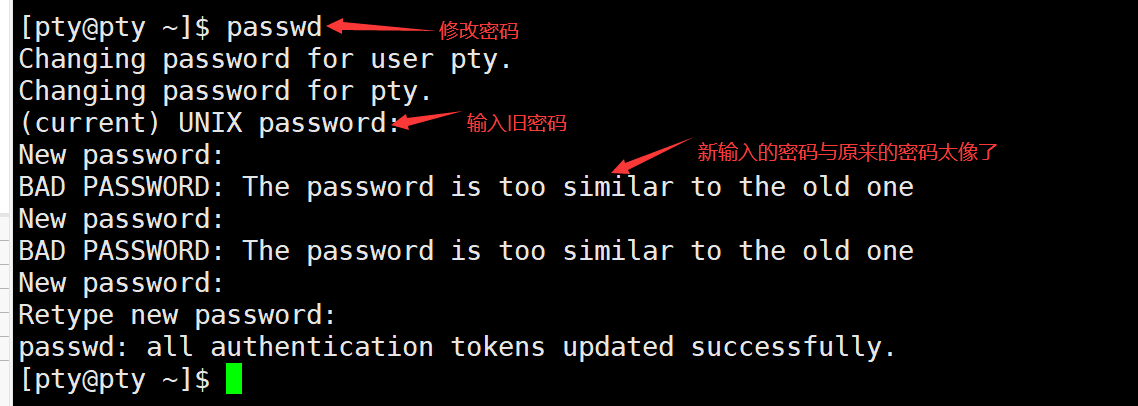 [pty@pty ~]$ passwd 修改密码
Changing password for user pty.
Changing password for pty.
(current) UNIX password: 输入旧密码
New password:
新输入的密码与原来的密码太像了
BAD PASSWORD: The password is too similar to the old one
New password:
BAD PASSWORD: The password is too similar to the old one
New password:
Retype new password:
passwd: all authentication tokens updated successfully.
[pty@pty ~]$